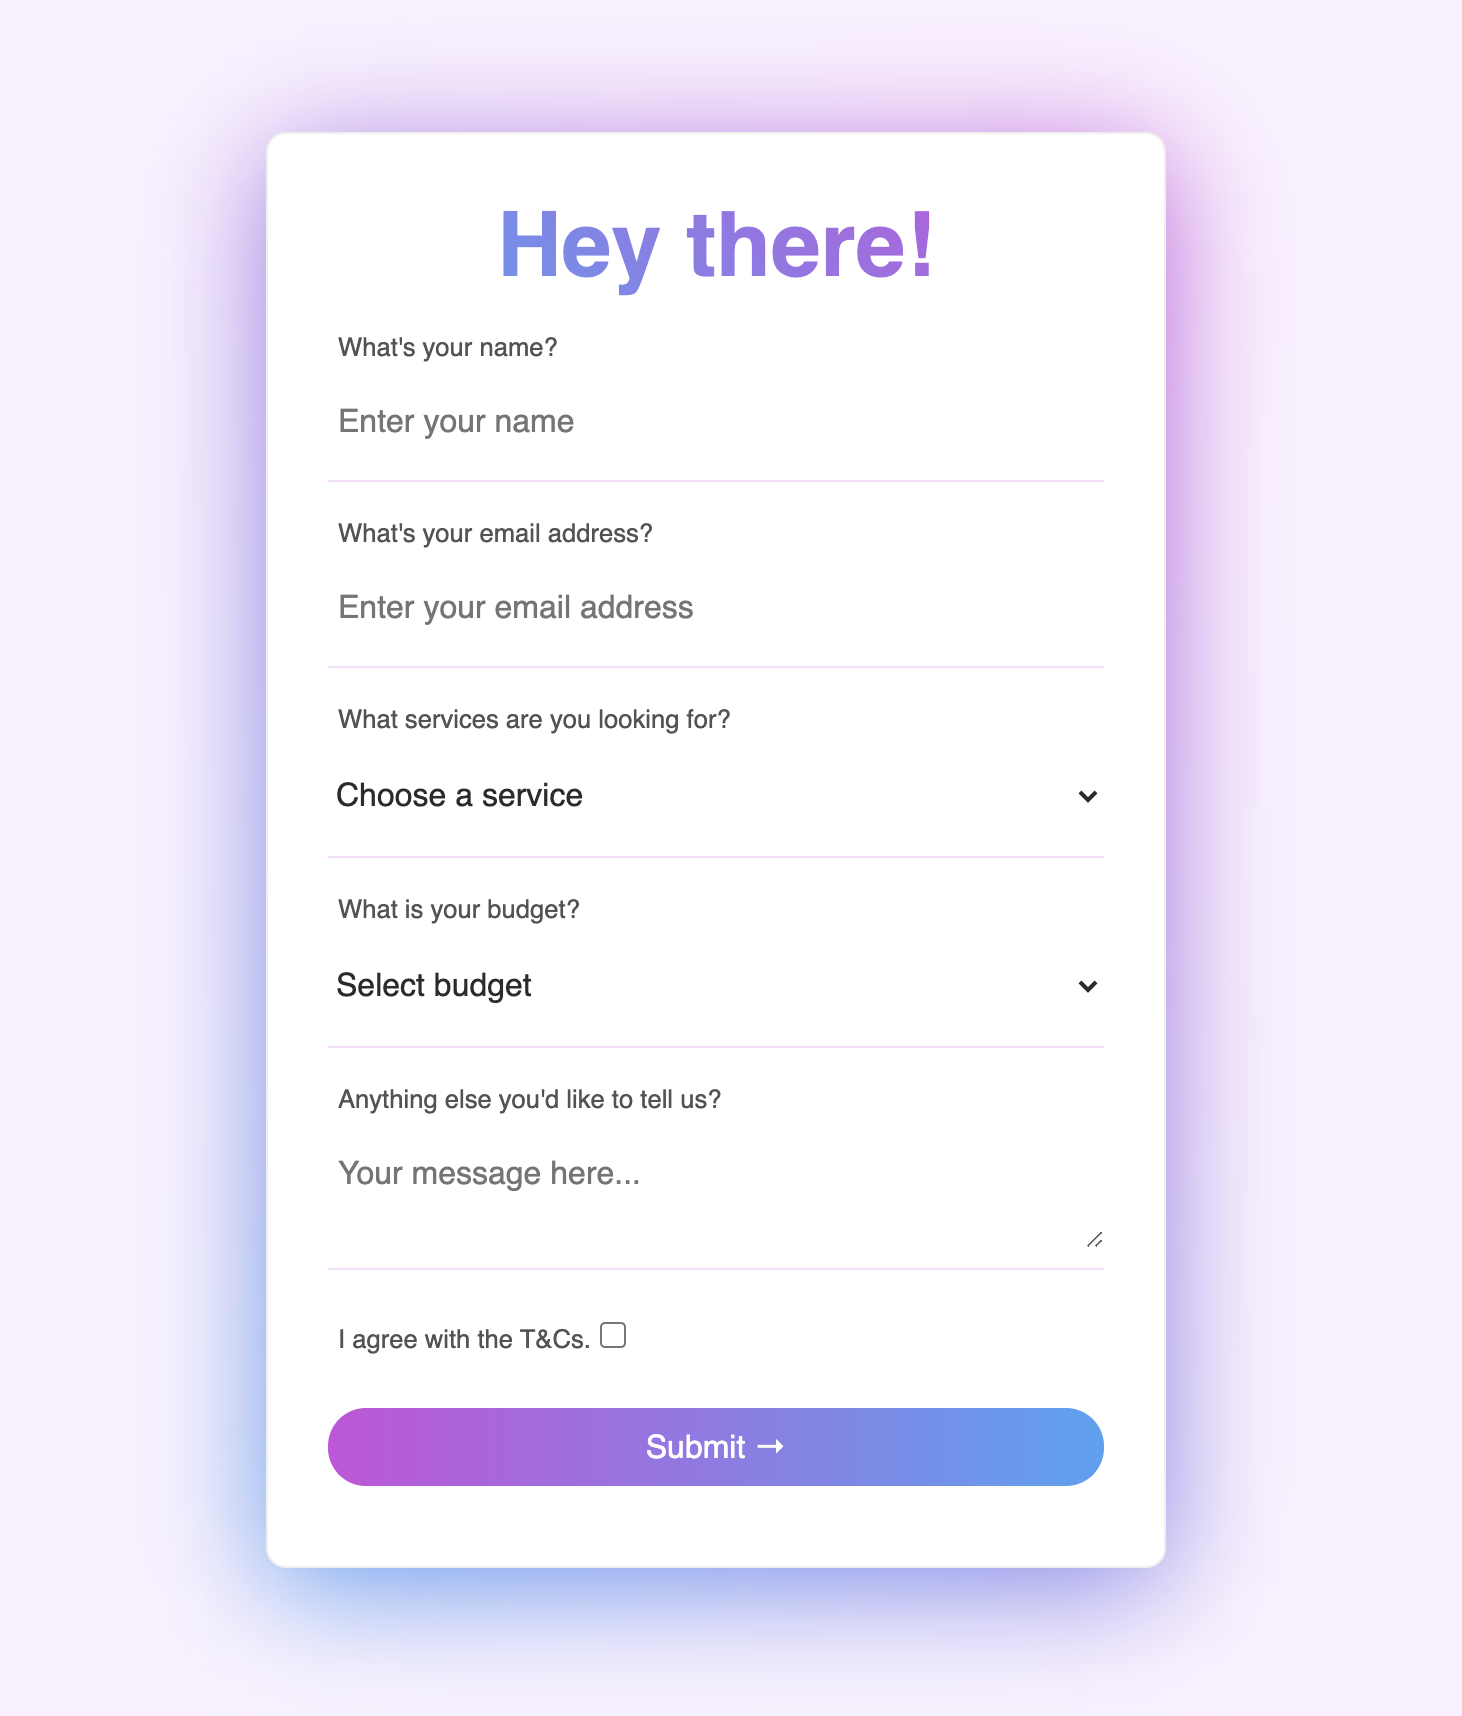 Hey there!
What's your name?
Enter your name
What's your email address?
Enter your email address
What services are you looking for?
Choose a service
What is your budget?
Select budget
Anything else you'd like to tell us?
Your message here...
I agree with the T&Cs.
Submit →